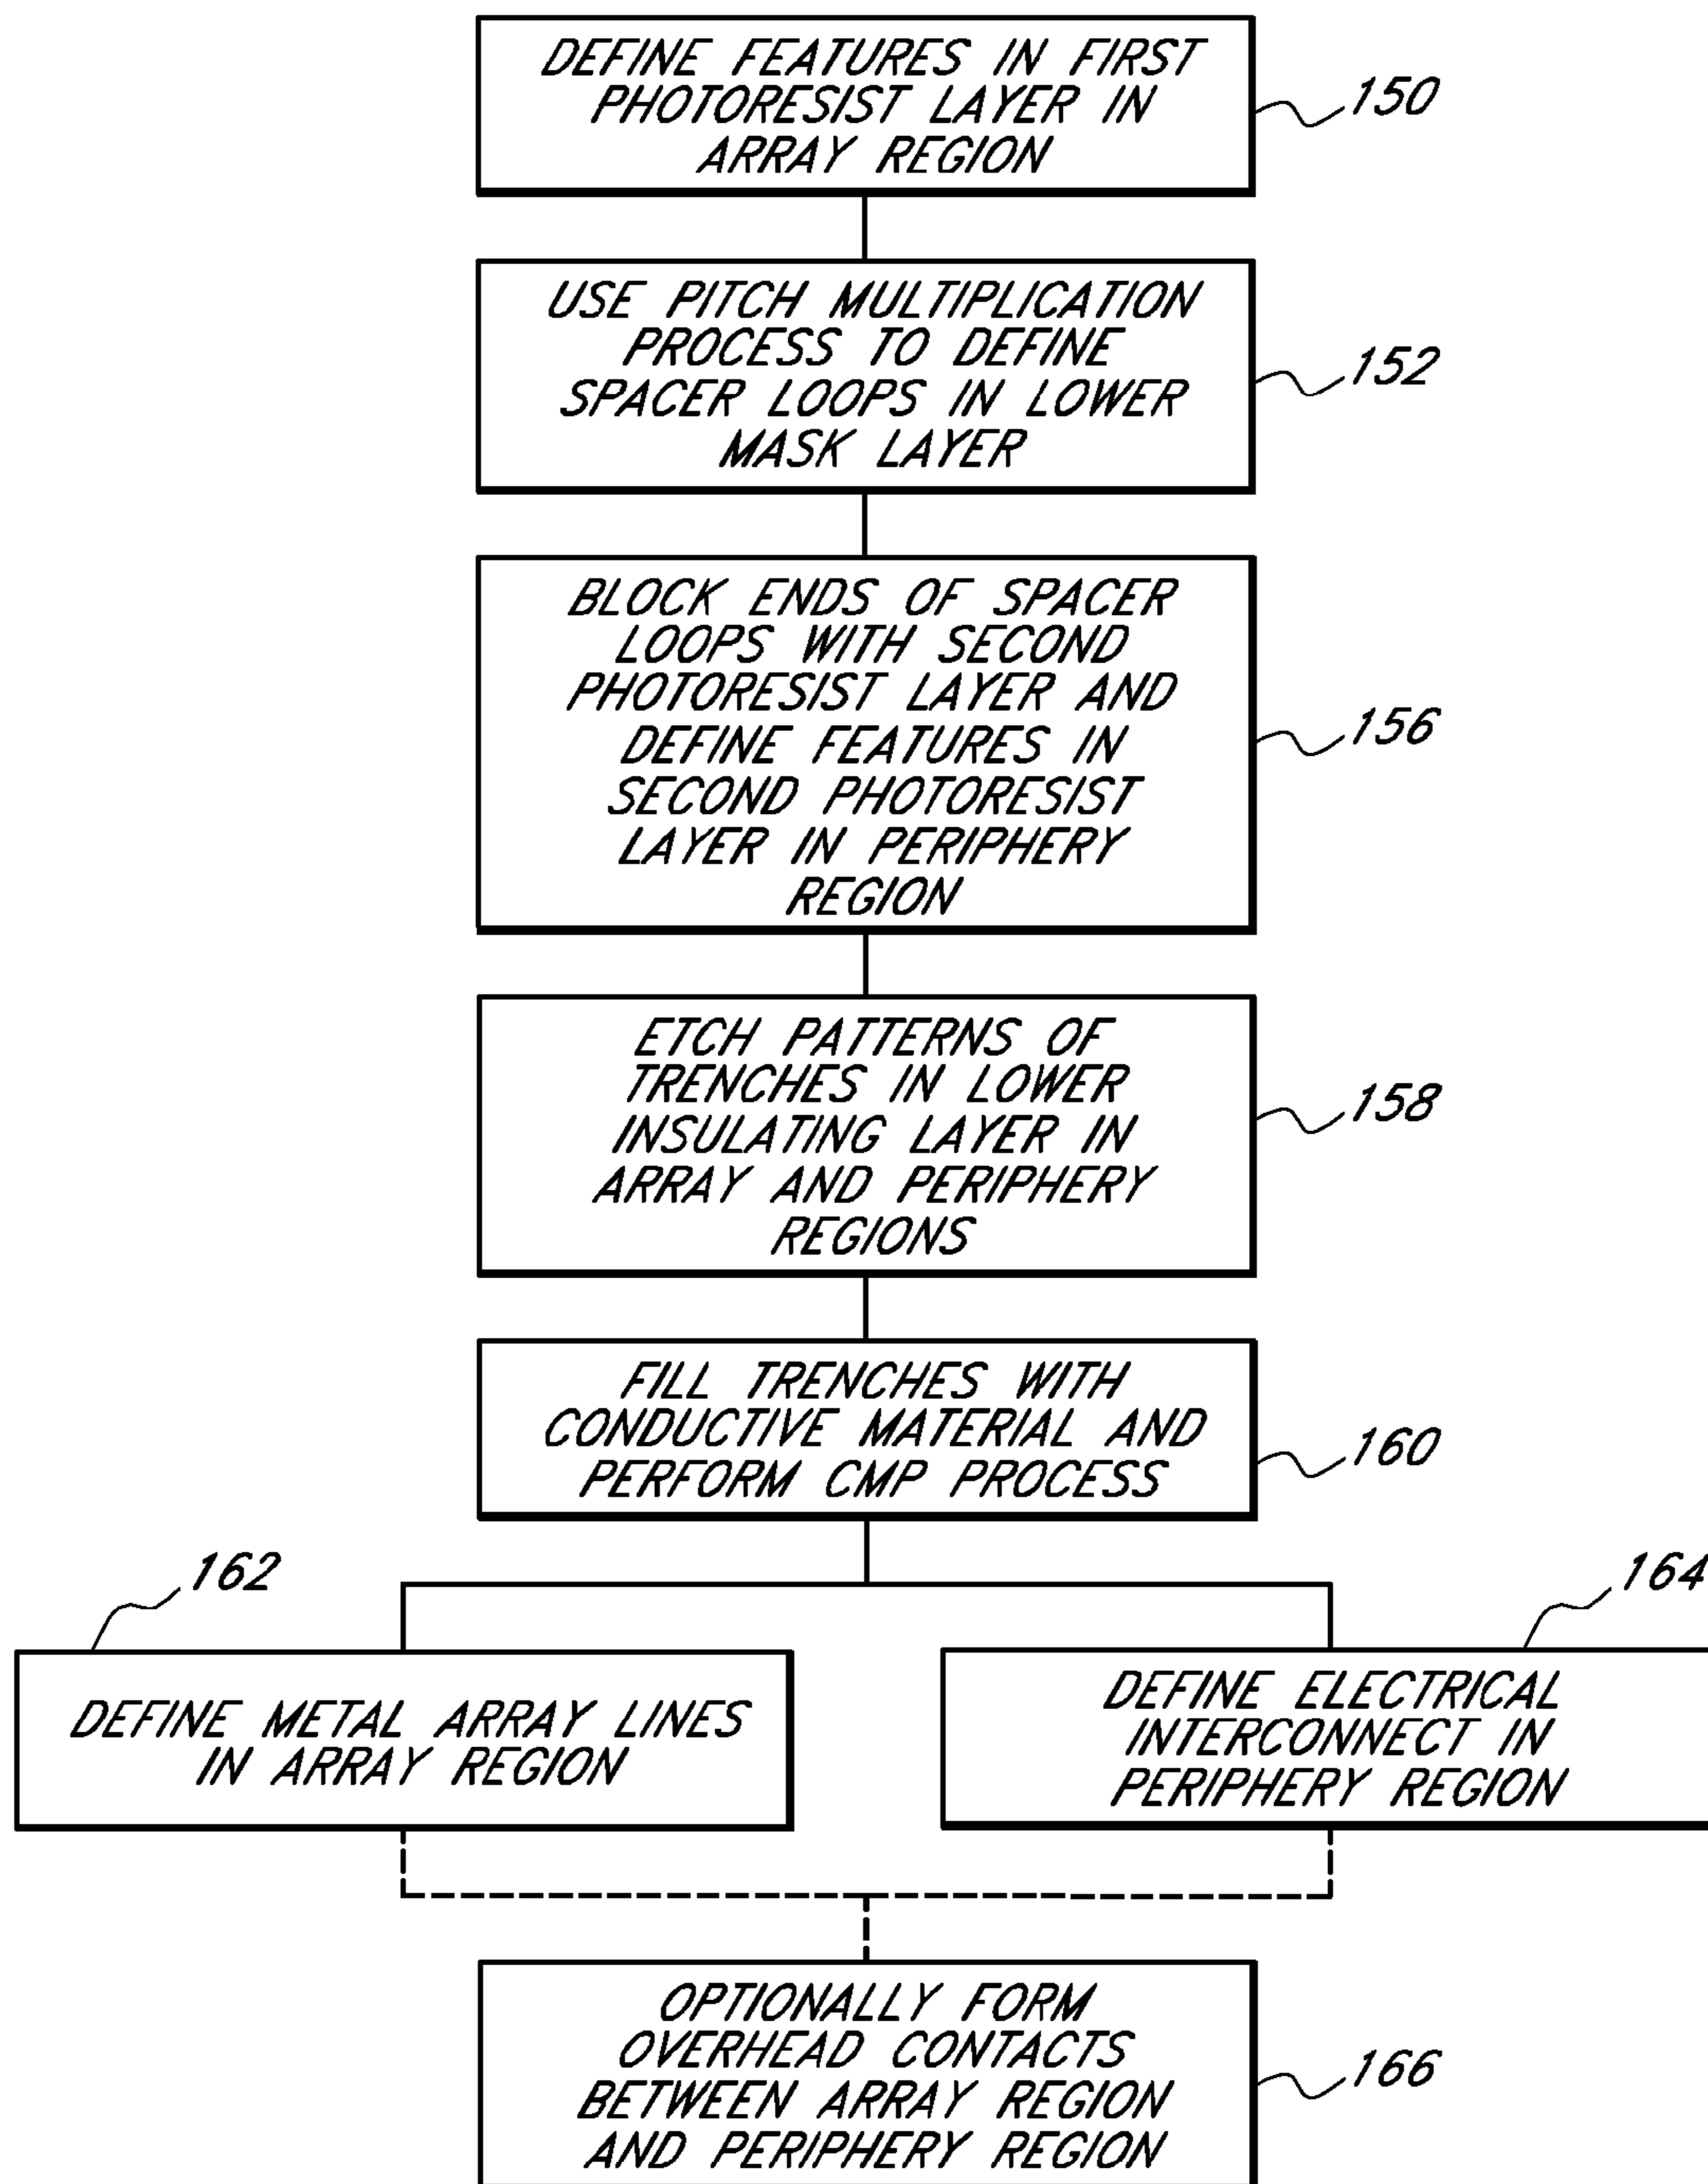 DEFINE FEATURES IN FIRST
PHOTORESIST LAYER IN
ARRAY REGION
150
USE PITCH MULTIPLICATION
PROCESS TO DEFINE
SPACER LOOPS IN LOWER
MASK LAYER
152
BLOCK ENDS OF SPACER
LOOPS WITH SECOND
PHOTORESIST LAYER AND
DEFINE FEATURES IN
SECOND PHOTORESIST
LAYER IN PERIPHERY
REGION
156
ETCH PATTERNS OF
TRENCHES IN LOWER
INSULATING LAYER IN
ARRAY AND PERIPHERY
REGIONS
158
FILL TRENCHES WITH
CONDUCTIVE MATERIAL AND
PERFORM CMP PROCESS
160
162
DEFINE METAL ARRAY LINES
IN ARRAY REGION
164
DEFINE ELECTRICAL
INTERCONNECT IN
PERIPHERY REGION
OPTIONALLY FORM
OVERHEAD CONTACTS
BETWEEN ARRAY REGION
AND PERIPHERY REGION
166